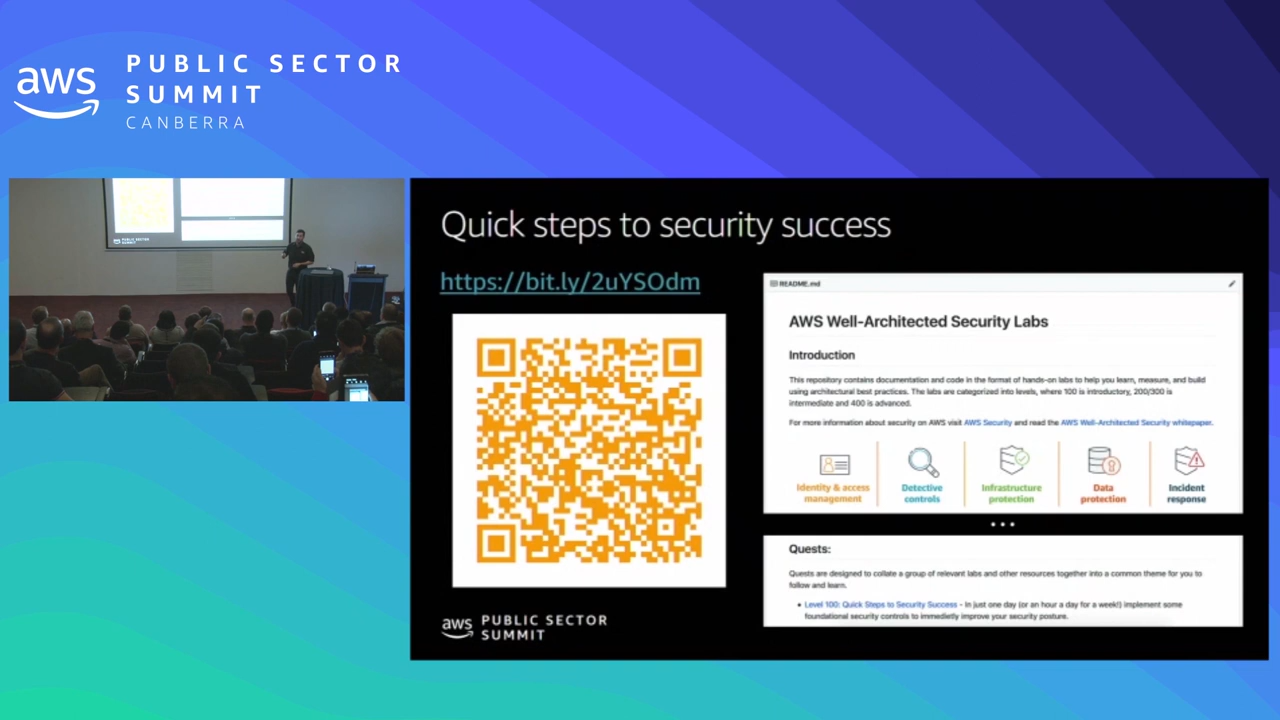 aws
PUBLIC SECTOR
SUMMIT
CANBERRA
Quick steps to security success
https://bit.ly/2uYSOdm
README.md
AWS Well-Architected Security Labs
Introduction
This repository contains documentation and code in the format of hands-on labs to help you learn, measure, and build
using architectural best practices. The labs are categorized into levels, where 100 is introductory, 200/300 is
intermediate and 400 is advanced.
For more information about security on AWS visit AWS Security and read the AWS Well-Architected Security whitepaper.
Identity & access
management
Detective
controls
Infrastructure
protection
Data
protection
Incident
response
Quests:
Quests are designed to collate a group of relevant labs and other resources together into a common theme for you to
follow and learn.
• Level 100: Quick Steps to Security Success - In just one day (or an hour a day for a week!) implement some
foundational security controls to immedietly improve your security posture.
aws PUBLIC SECTOR
SUMMIT